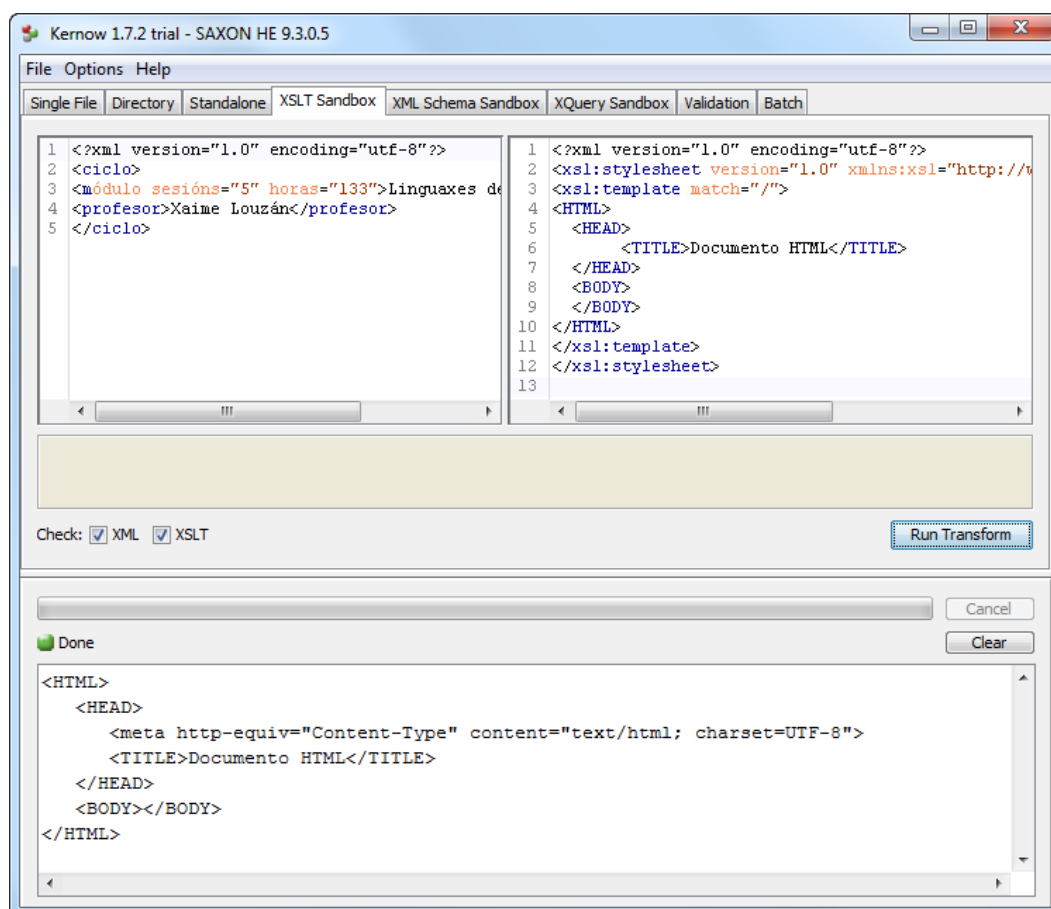 Kernow 1.7.2 trial - SAXON HE 9.3.0.5
File Options Help
Single File Directory Standalone XSLT Sandbox XML Schema Sandbox XQuery Sandbox Validation Batch
1 <?xml version="1.0" encoding="utf-8"?>
2 <ciclo>
3 <módulo sesións="5" horas="133">Linguaxes de
4 <profesor>Xaime Louzán</profesor>
5 </ciclo>
1 <?xml version="1.0" encoding="utf-8"?>
2 <xsl:stylesheet version="1.0" xmlns:xsl="http://w
3 <xsl:template match="/">
4 <HTML>
5 <HEAD>
6 <TITLE>Documento HTML</TITLE>
7 </HEAD>
8 <BODY>
9 </BODY>
10 </HTML>
11 </xsl:template>
12 </xsl:stylesheet>
13
Check: XML XSLT
Run Transform
Cancel
Done
Clear
<HTML>
<HEAD>
<meta http-equiv="Content-Type" content="text/html; charset=UTF-8">
<TITLE>Documento HTML</TITLE>
</HEAD>
<BODY></BODY>
</HTML>